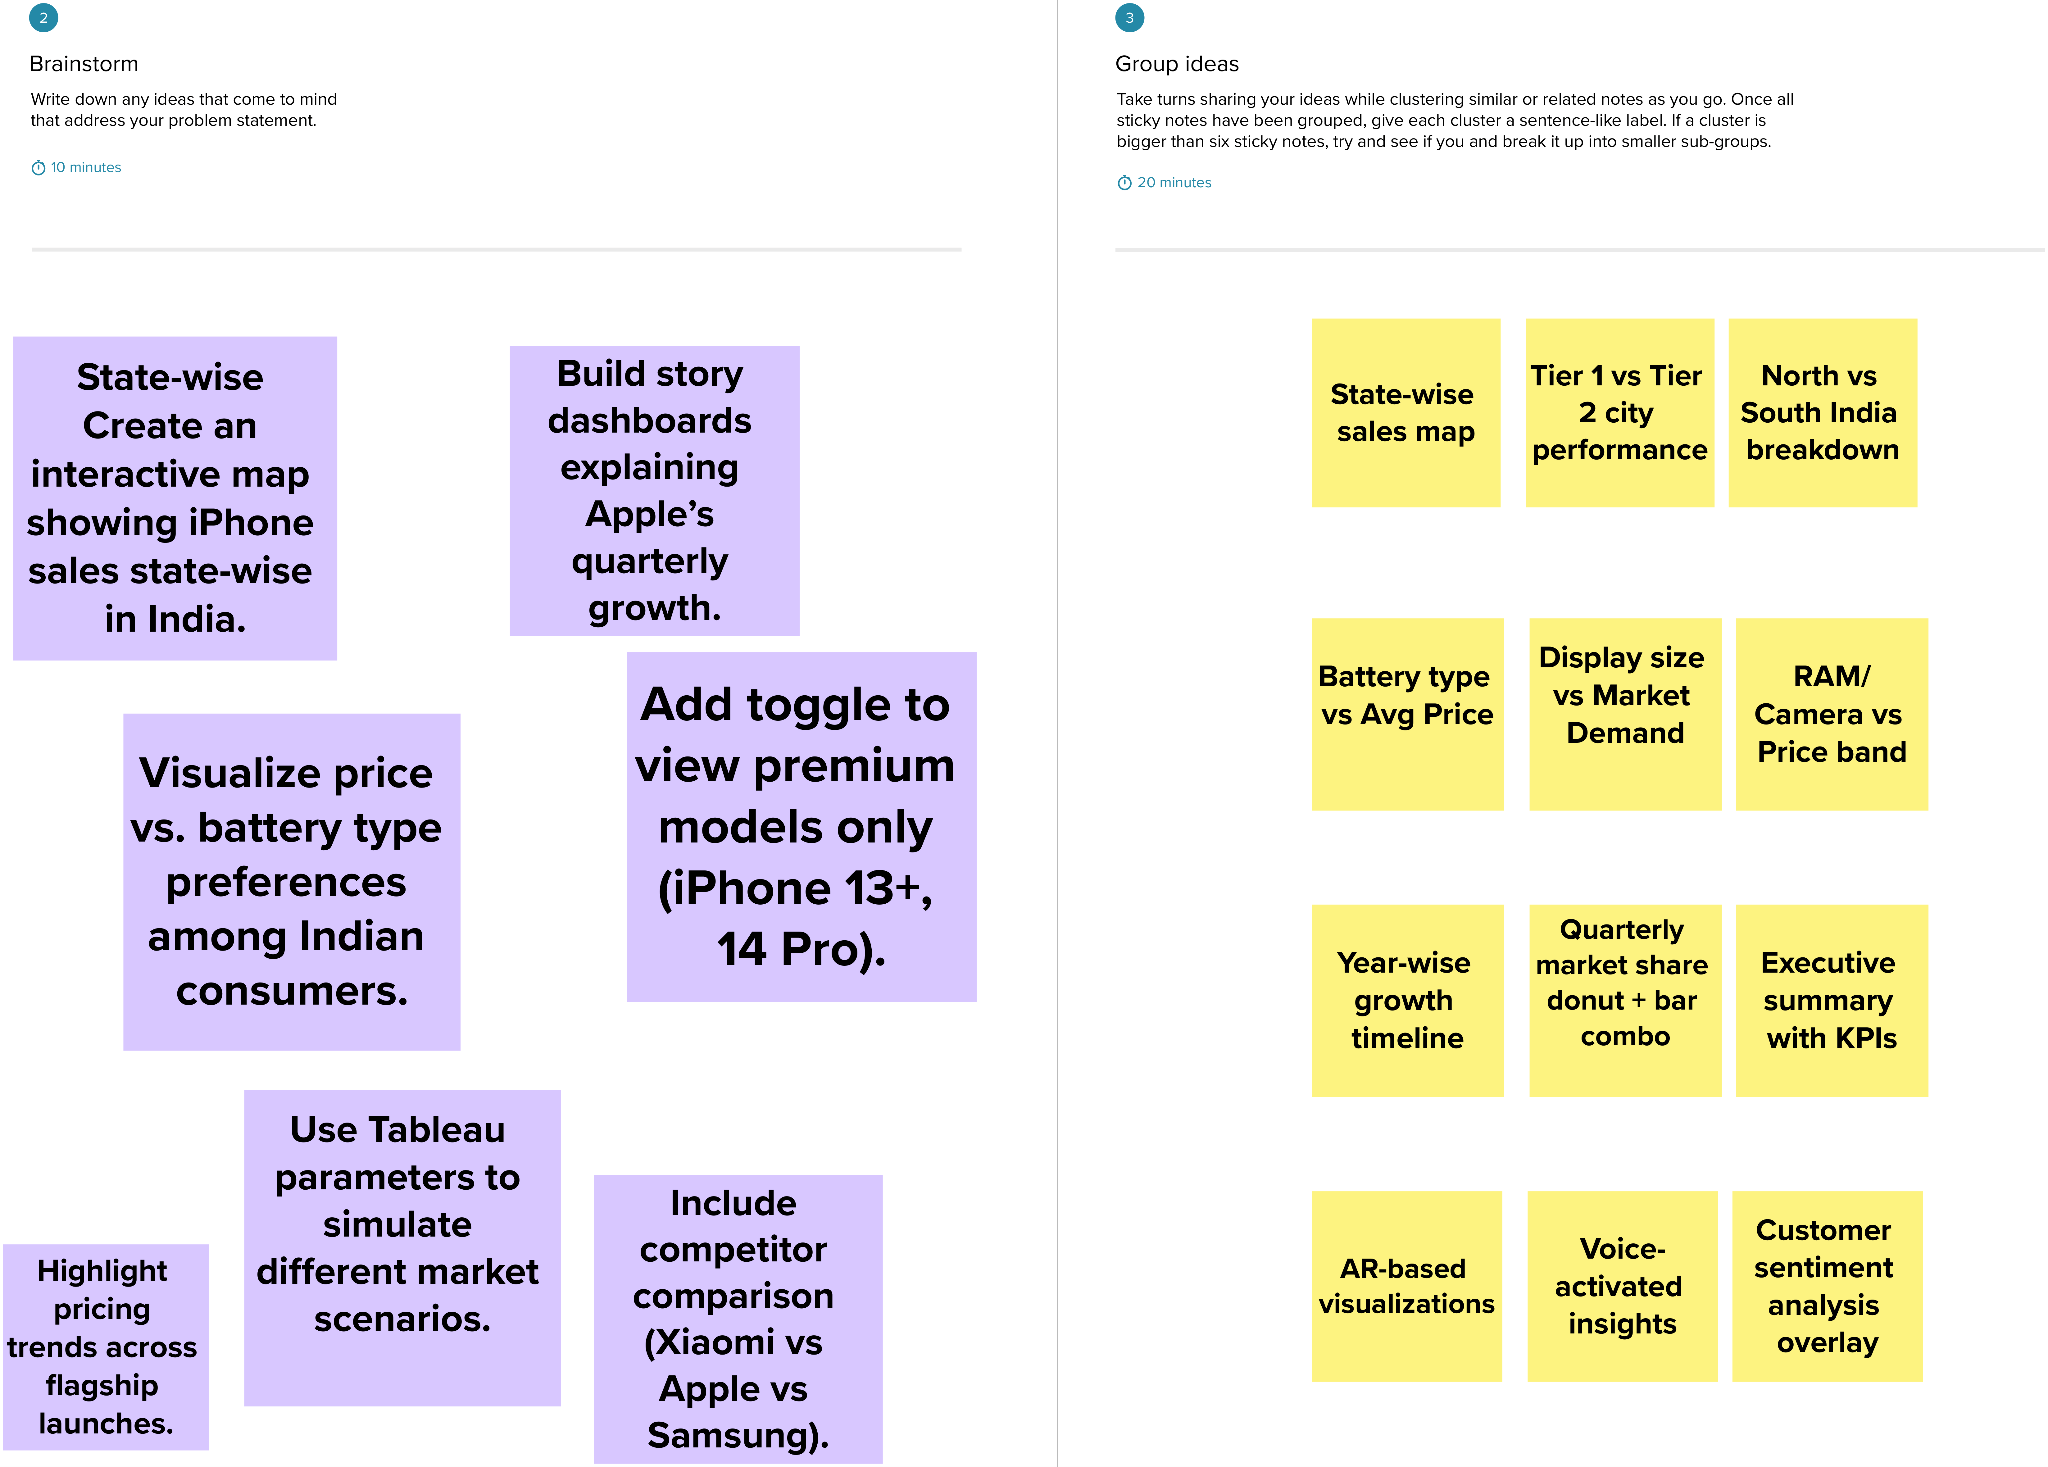 2
Brainstorm
Write down any ideas that come to mind
that address your problem statement.
10 minutes
State-wise
Create an
interactive map
showing iPhone
sales state-wise
in India.
Build story
dashboards
explaining
Apple’s
quarterly
growth.
Visualize price
vs. battery type
preferences
among Indian
consumers.
Add toggle to
view premium
models only
(iPhone 13+,
14 Pro).
Use Tableau
parameters to
simulate
different market
scenarios.
Include
competitor
comparison
(Xiaomi vs
Apple vs
Samsung).
Highlight
pricing
trends across
flagship
launches.
3
Group ideas
Take turns sharing your ideas while clustering similar or related notes as you go. Once all
sticky notes have been grouped, give each cluster a sentence-like label. If a cluster is
bigger than six sticky notes, try and see if you and break it up into smaller sub-groups.
20 minutes
State-wise
sales map
Tier 1 vs Tier
2 city
performance
North vs
South India
breakdown
Battery type
vs Avg Price
Display size
vs Market
Demand
RAM/
Camera vs
Price band
Year-wise
growth
timeline
Quarterly
market share
donut + bar
combo
Executive
summary
with KPIs
AR-based
visualizations
Voice-
activated
insights
Customer
sentiment
analysis
overlay